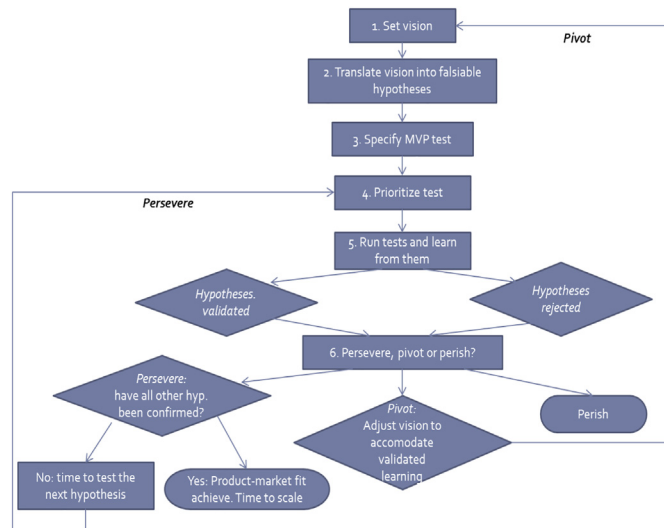 1. Set vision
Pivot
2. Translate vision into falsiable
hypotheses
3. Specify MVP test
4. Prioritize test
Persevere
5. Run tests and learn
from them
Hypotheses.
validated
Hypotheses
rejected
6. Persevere, pivot or perish?
Persevere:
have all other hyp.
been confirmed?
Pivot:
Adjust vision to
accomodate
validated
learning
Perish
No: time to test the
next hypothesis
Yes: Product-market fit
achieve. Time to scale